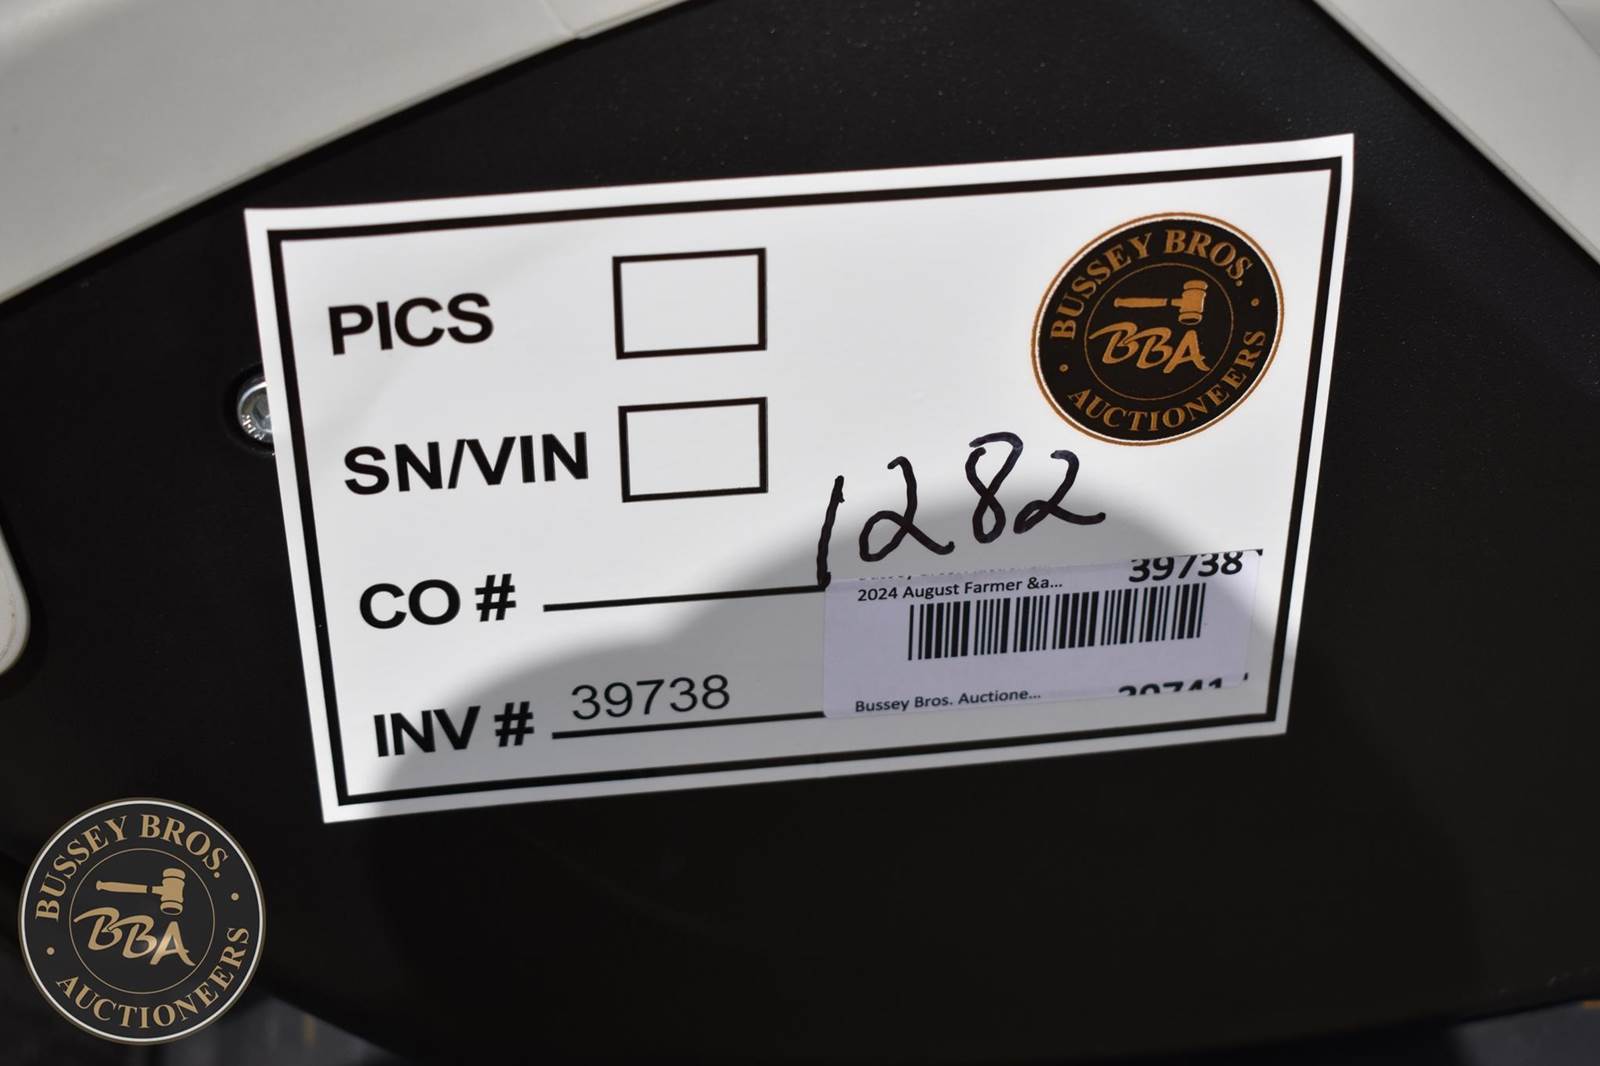 PICS
BUSSEY BROS.
BBA
AUCTIONEERS
SN/VIN
1282
CO #
39738
2024 August Farmer &a...
INV # 39738
Bussey Bros. Auctione...
39741
BUSSEY BROS.
BBA
AUCTIONEERS